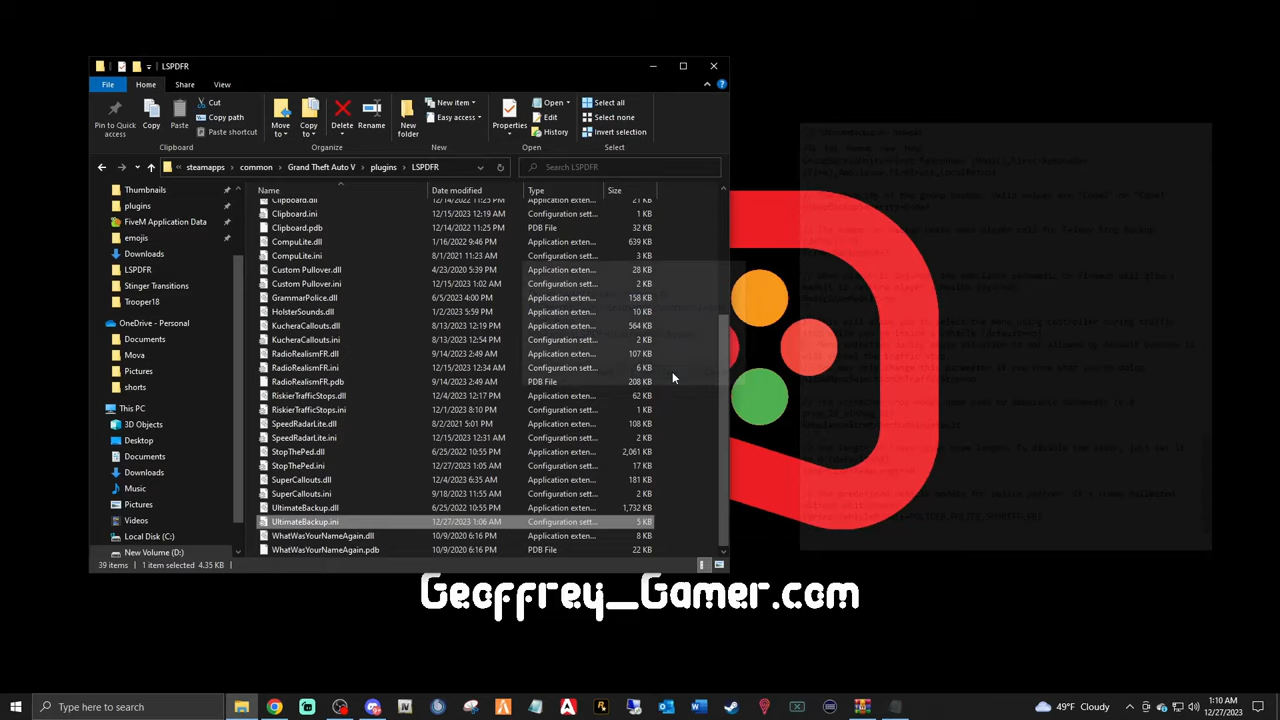 LSPDFR
File Home Share View
Pin to Quick access
Copy
Paste
Cut
Copy path
Paste shortcut
Clipboard
Move to
Copy to
Delete
Rename
Organize
New folder
New item
Easy access
New
Properties
Open
Edit
History
Open
Select all
Select none
Invert selection
Select
« steamapps > common > Grand Theft Auto V > plugins > LSPDFR
Search LSPDFR
Thumbnails
plugins
FiveM Application Data
emojis
Downloads
LSPDFR
Stinger Transitions
Trooper18
OneDrive - Personal
Documents
Mova
Pictures
shorts
This PC
3D Objects
Desktop
Documents
Downloads
Music
Pictures
Videos
Local Disk (C:)
New Volume (D:)
Name Date modified Type Size
Clipboard.dll 12/14/2022 11:23 PM Application exten... 21 KB
Clipboard.ini 12/15/2023 12:19 AM Configuration sett... 1 KB
Clipboard.pdb 12/14/2022 11:25 PM PDB File 32 KB
CompuLite.dll 1/16/2022 9:46 PM Application exten... 639 KB
CompuLite.ini 8/1/2021 11:23 AM Configuration sett... 3 KB
Custom Pullover.dll 4/23/2020 5:39 PM Application exten... 28 KB
Custom Pullover.ini 12/15/2023 1:02 AM Configuration sett... 2 KB
GrammarPolice.dll 6/5/2023 4:00 PM Application exten... 158 KB
HolsterSounds.dll 1/2/2023 5:59 PM Application exten... 10 KB
KucheraCallouts.dll 8/13/2023 12:19 PM Application exten... 564 KB
KucheraCallouts.ini 8/13/2023 12:54 PM Configuration sett... 2 KB
RadioRealismFR.dll 9/14/2023 2:49 AM Application exten... 107 KB
RadioRealismFR.ini 12/15/2023 12:34 AM Configuration sett... 6 KB
RadioRealismFR.pdb 9/14/2023 2:49 AM PDB File 208 KB
RiskierTrafficStops.dll 12/4/2023 12:17 PM Application exten... 62 KB
RiskierTrafficStops.ini 12/1/2023 8:10 PM Configuration sett... 1 KB
SpeedRadarLite.dll 8/2/2021 5:01 PM Application exten... 108 KB
SpeedRadarLite.ini 12/15/2023 12:31 AM Configuration sett... 2 KB
StopThePed.dll 6/25/2022 10:55 PM Application exten... 2,061 KB
StopThePed.ini 12/27/2023 1:05 AM Configuration sett... 17 KB
SuperCallouts.dll 12/4/2023 6:35 AM Application exten... 181 KB
SuperCallouts.ini 9/18/2023 11:55 AM Configuration sett... 2 KB
UltimateBackup.dll 6/25/2022 10:55 PM Application exten... 1,732 KB
UltimateBackup.ini 12/27/2023 1:06 AM Configuration sett... 5 KB
WhatWasYourNameAgain.dll 10/9/2020 6:16 PM Application exten... 8 KB
WhatWasYourNameAgain.pdb 10/9/2020 6:16 PM PDB File 22 KB
39 items 1 item selected 4.35 KB
Geoffrey_Gamer.com
Type here to search
49°F Cloudy
1:10 AM
12/27/2023